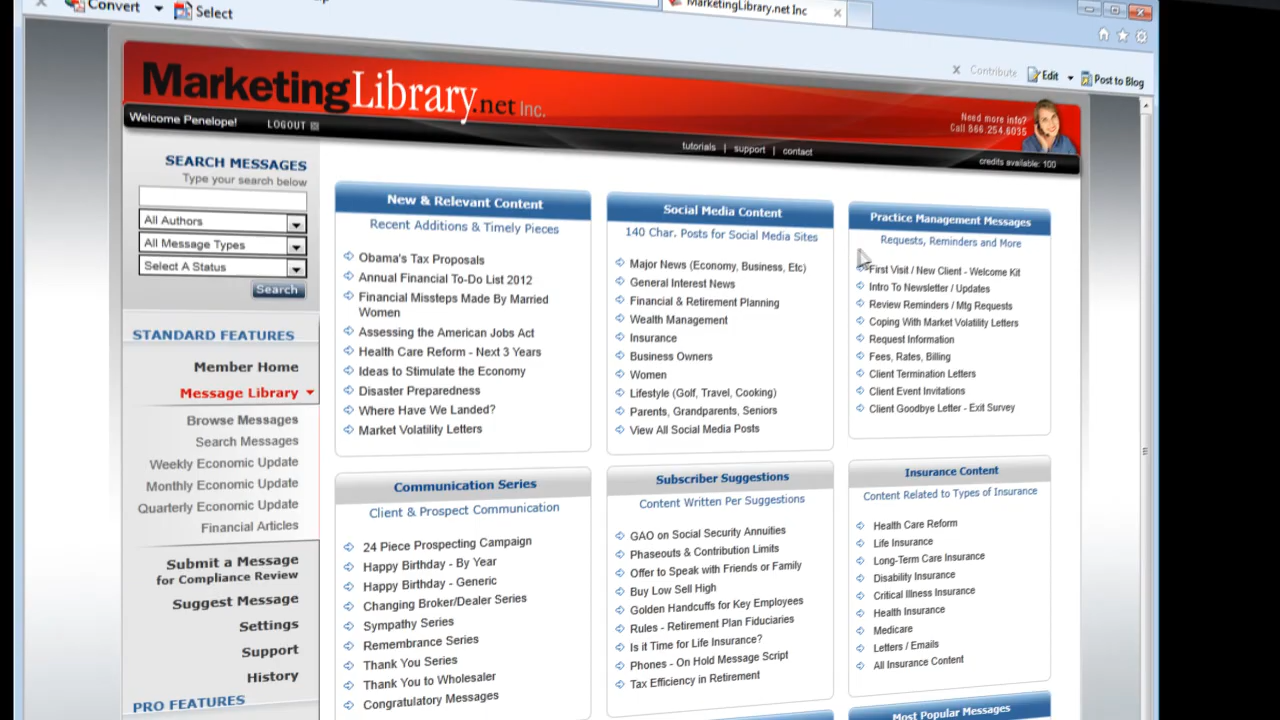 Convert
Select
MarketingLibrary.net Inc
Contribute
Edit
Post to Blog
MarketingLibrary.net Inc.
Need more info?
Call 866.254.6035
Welcome Penelope!
LOGOUT
tutorials | support | contact
credits available: 100
SEARCH MESSAGES
Type your search below
All Authors
All Message Types
Select A Status
Search
STANDARD FEATURES
Member Home
Message Library
Browse Messages
Search Messages
Weekly Economic Update
Monthly Economic Update
Quarterly Economic Update
Financial Articles
Submit a Message
for Compliance Review
Suggest Message
Settings
Support
History
PRO FEATURES
New & Relevant Content
Recent Additions & Timely Pieces
Obama's Tax Proposals
Annual Financial To-Do List 2012
Financial Missteps Made By Married
Women
Assessing the American Jobs Act
Health Care Reform - Next 3 Years
Ideas to Stimulate the Economy
Disaster Preparedness
Where Have We Landed?
Market Volatility Letters
Social Media Content
140 Char. Posts for Social Media Sites
Major News (Economy, Business, Etc)
General Interest News
Financial & Retirement Planning
Wealth Management
Insurance
Business Owners
Women
Lifestyle (Golf, Travel, Cooking)
Parents, Grandparents, Seniors
View All Social Media Posts
Practice Management Messages
Requests, Reminders and More
First Visit / New Client - Welcome Kit
Intro To Newsletter / Updates
Review Reminders / Mtg Requests
Coping With Market Volatility Letters
Request Information
Fees, Rates, Billing
Client Termination Letters
Client Event Invitations
Client Goodbye Letter - Exit Survey
Communication Series
Client & Prospect Communication
24 Piece Prospecting Campaign
Happy Birthday - By Year
Happy Birthday - Generic
Changing Broker/Dealer Series
Sympathy Series
Remembrance Series
Thank You Series
Thank You to Wholesaler
Congratulatory Messages
Subscriber Suggestions
Content Written Per Suggestions
GAO on Social Security Annuities
Phaseouts & Contribution Limits
Offer to Speak with Friends or Family
Buy Low Sell High
Golden Handcuffs for Key Employees
Rules - Retirement Plan Fiduciaries
Is it Time for Life Insurance?
Phones - On Hold Message Script
Tax Efficiency in Retirement
Insurance Content
Content Related to Types of Insurance
Health Care Reform
Life Insurance
Long-Term Care Insurance
Disability Insurance
Critical Illness Insurance
Health Insurance
Medicare
Letters / Emails
All Insurance Content
Most Popular Messages